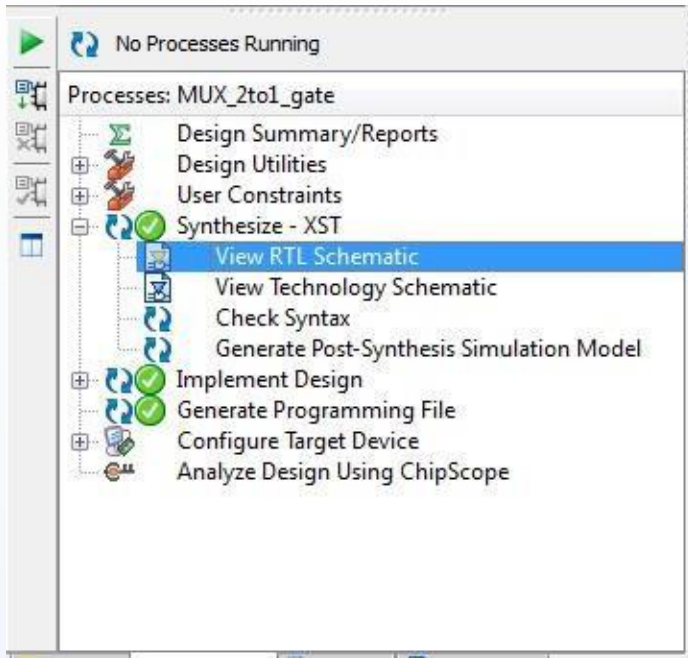 No Processes Running
Processes: MUX_2to1_gate
Design Summary/Reports
Design Utilities
User Constraints
Synthesize - XST
View RTL Schematic
View Technology Schematic
Check Syntax
Generate Post-Synthesis Simulation Model
Implement Design
Generate Programming File
Configure Target Device
Analyze Design Using ChipScope